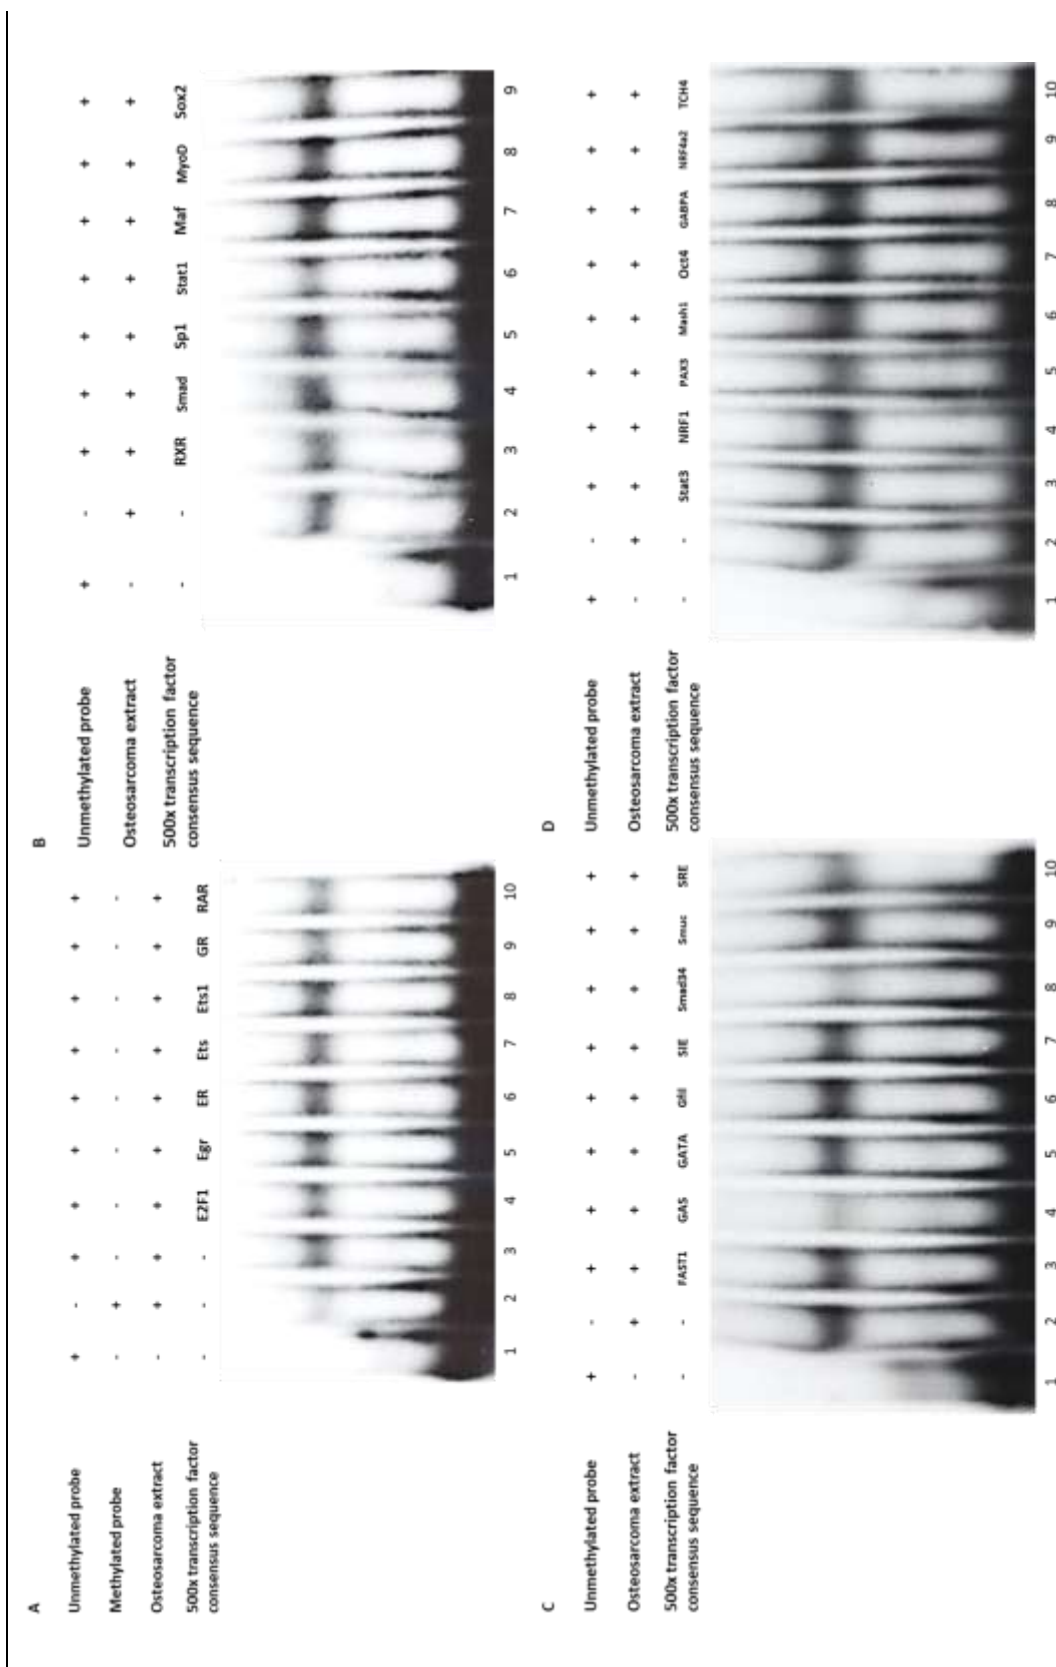 A
Unmethylated probe + - + + + + + + + +
Methylated probe - + - - - - - - - -
Osteosarcoma extract - + + + + + + + + +
500x transcription factor - - - E2F1 Egr ER Ets Ets1 GR RAR
consensus sequence
1 2 3 4 5 6 7 8 9 10
B
Unmethylated probe + - + + + + + + +
Osteosarcoma extract - + + + + + + + +
500x transcription factor - - RXR Smad Sp1 Stat1 Maf MyoD Sox2
consensus sequence
1 2 3 4 5 6 7 8 9
C
Unmethylated probe + - + + + + + + + +
Osteosarcoma extract - + + + + + + + + +
500x transcription factor - - FAST1 GAS GATA Gfil SIE Smad34 Smuc SRE
consensus sequence
1 2 3 4 5 6 7 8 9 10
D
Unmethylated probe + - + + + + + + + +
Osteosarcoma extract - + + + + + + + + +
500x transcription factor - - Stat3 NRF1 PAX3 Mash1 Oct4 GABPA NRF4a2 TCH4
consensus sequence
1 2 3 4 5 6 7 8 9 10